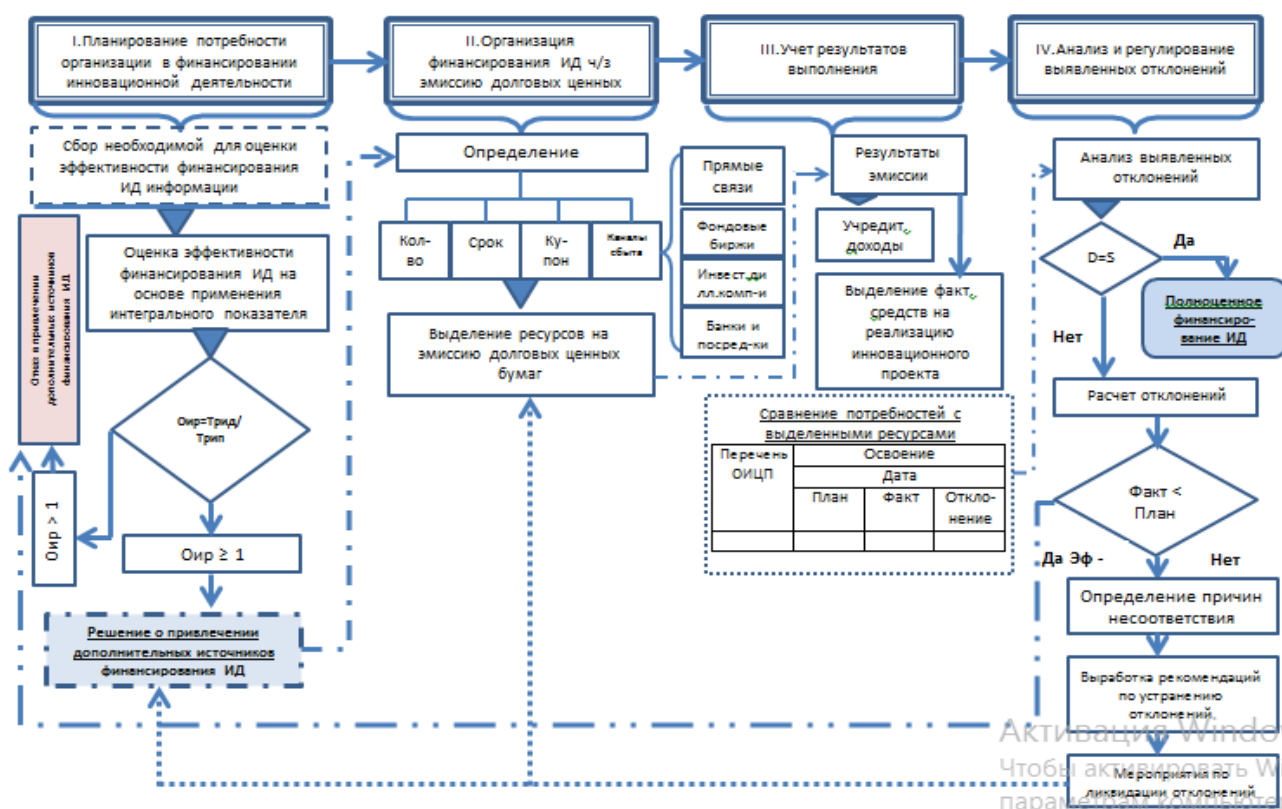 I.Планирование потребности
организации в финансировании
инновационной деятельности
II.Организация
финансирования ИД ч/з
эмиссию долговых ценных
III.Учет результатов
выполнения
IV.Анализ и регулирование
выявленных отклонений
Сбор необходимой для оценки
эффективности финансирования
ИД информации
Оценка эффективности
финансирования ИД на
основе применения
интегрального показателя
Отказ в привлечении
дополнительных источников
финансирования ИД
Оир=Трид/
Трип
Оир > 1
Оир ≥ 1
Решение о привлечении
дополнительных источников
финансирования ИД
Определение
Кол-
во
Срок
Ку-
пон
Каналы
сбыта
Выделение ресурсов на
эмиссию долговых ценных
бумаг
Прямые
связи
Фондовые
биржи
Инвест.ди
лл.комп-и
Банки и
посред-ки
Результаты
эмиссии
Учредит.
доходы
Выделение факт.
средств на
реализацию
инновационного
проекта
Сравнение потребностей с
выделенными ресурсами
Перечень
ОИЦП
Освоение
Дата
План
Факт
Откло-
нение
Анализ выявленных
отклонений
D=S
Да
Полноценное
финансиро-
вание ИД
Нет
Расчет отклонений
Факт <
План
Да Эф -
Нет
Определение причин
несоответствия
Выработка рекомендаций
по устранению
отклонений.
Мероприятия по
ликвидации отклонений
Активация Windo
Чтобы активировать W
параметрам компьюте